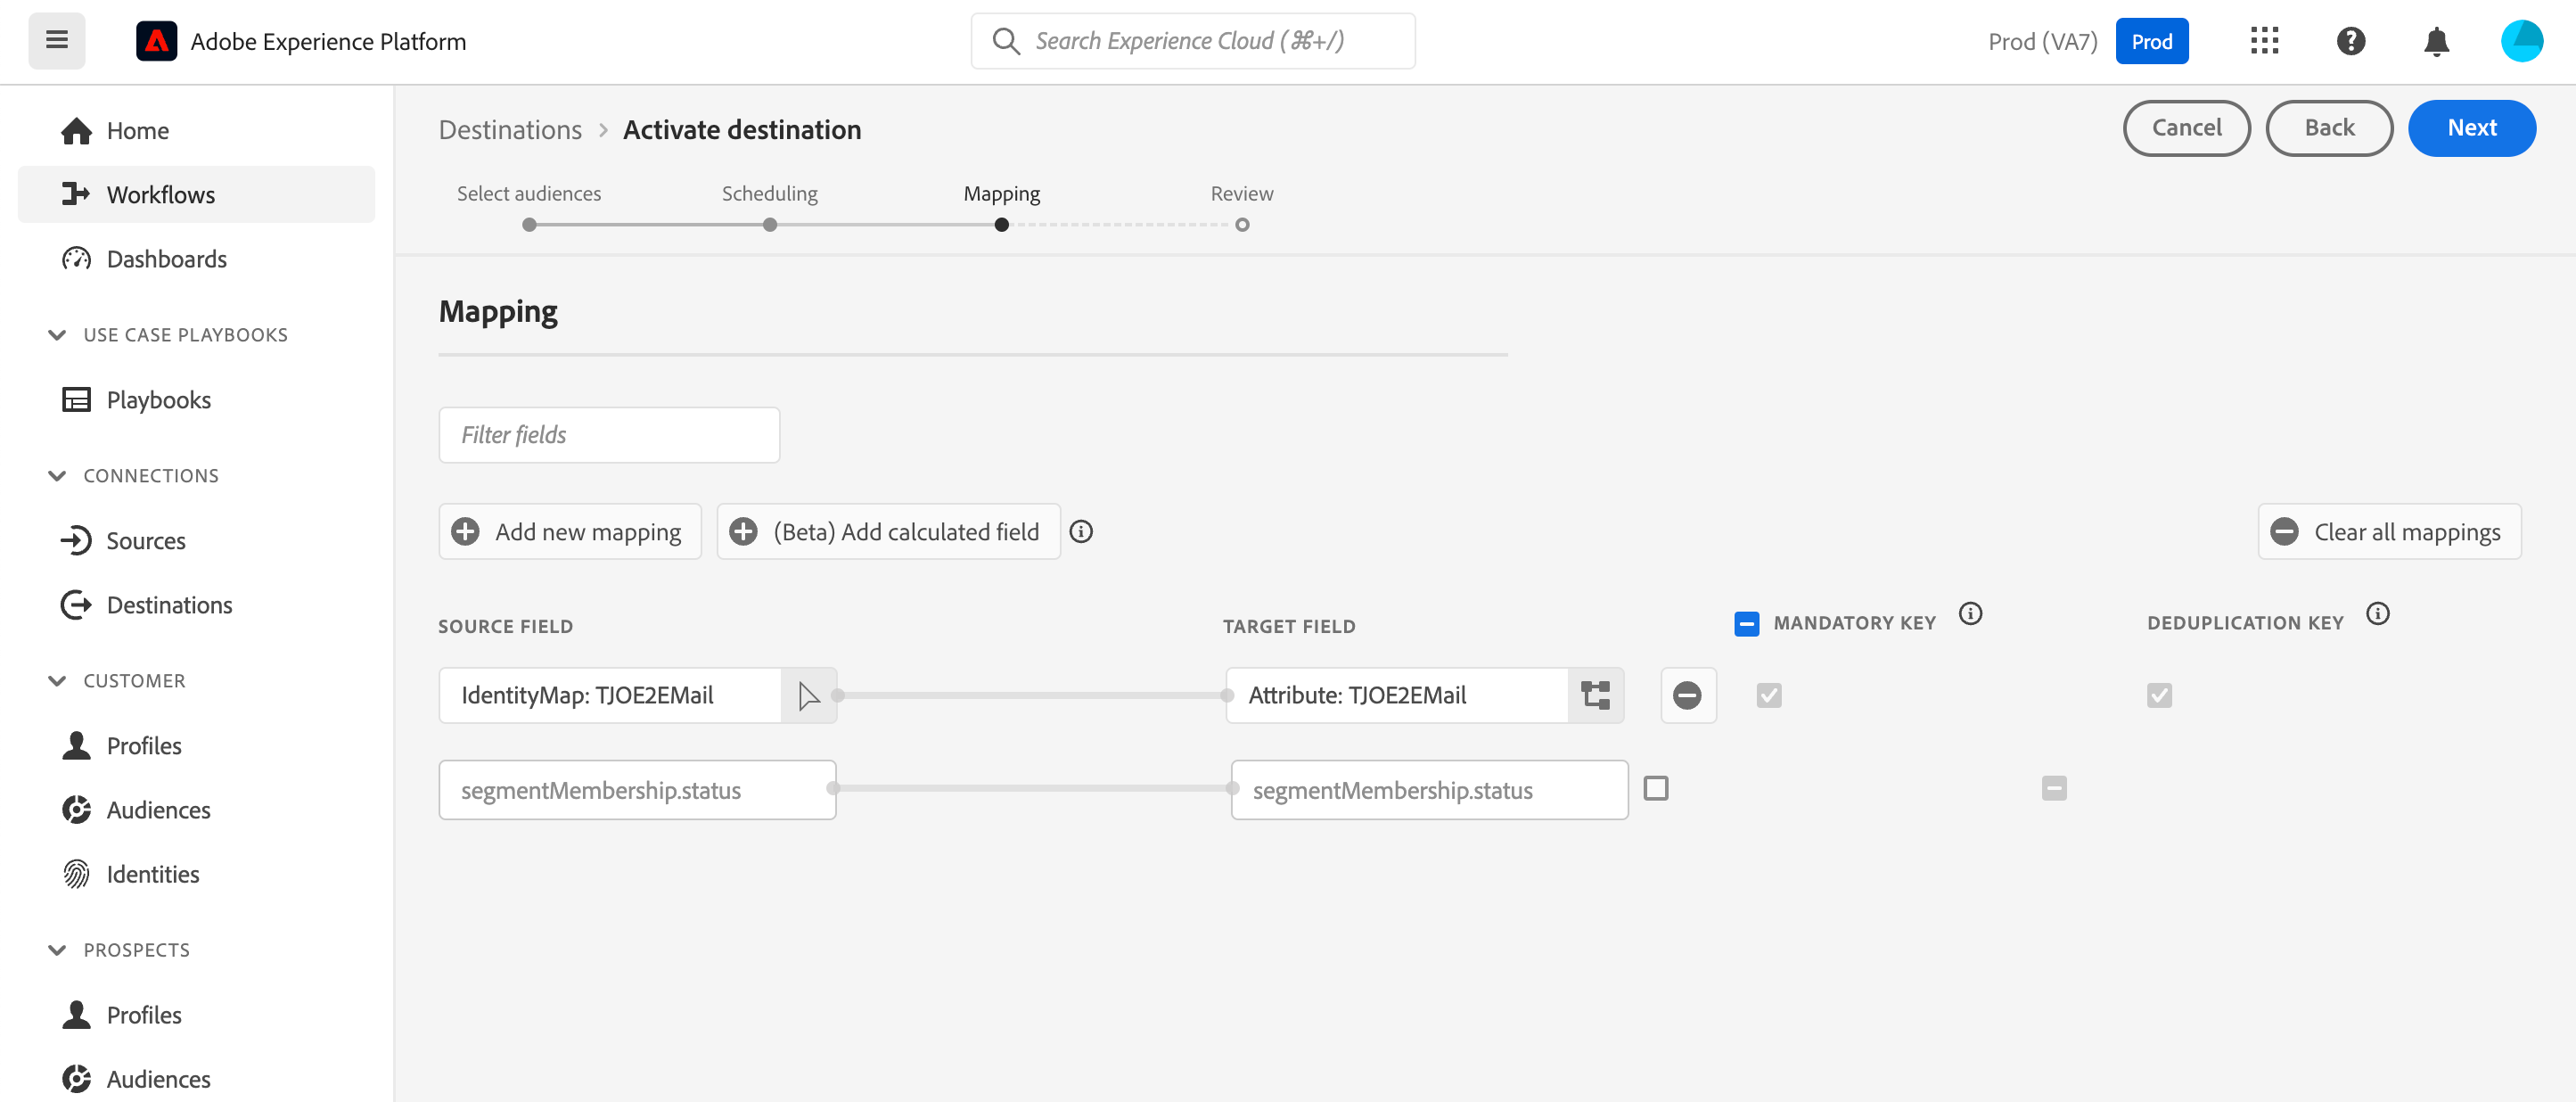 Adobe Experience Platform
Search Experience Cloud (⌘+/)
Prod (VA7)
Prod
Home
Workflows
Dashboards
USE CASE PLAYBOOKS
Playbooks
CONNECTIONS
Sources
Destinations
CUSTOMER
Profiles
Audiences
Identities
PROSPECTS
Profiles
Audiences
Destinations > Activate destination
Cancel
Back
Next
Select audiences
Scheduling
Mapping
Review
Mapping
Filter fields
Add new mapping
(Beta) Add calculated field
Clear all mappings
SOURCE FIELD
TARGET FIELD
MANDATORY KEY
DEDUPLICATION KEY
IdentityMap: TJOE2EMail
Attribute: TJOE2EMail
segmentMembership.status
segmentMembership.status